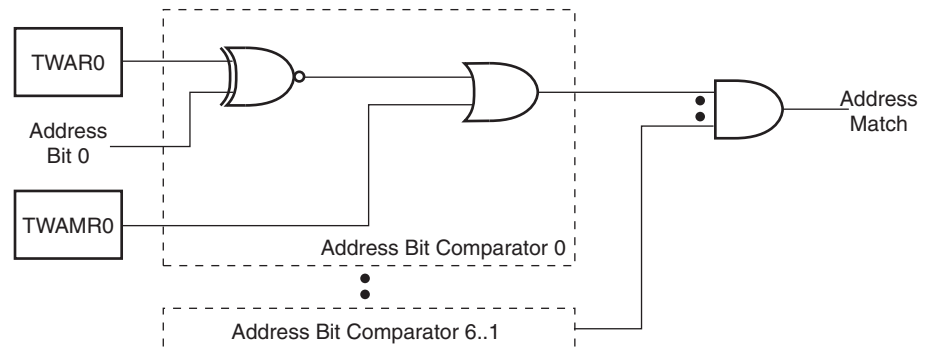 TWAR0
Address
Bit 0
Address
Match
TWAMR0
Address Bit Comparator 0
Address Bit Comparator 6..1